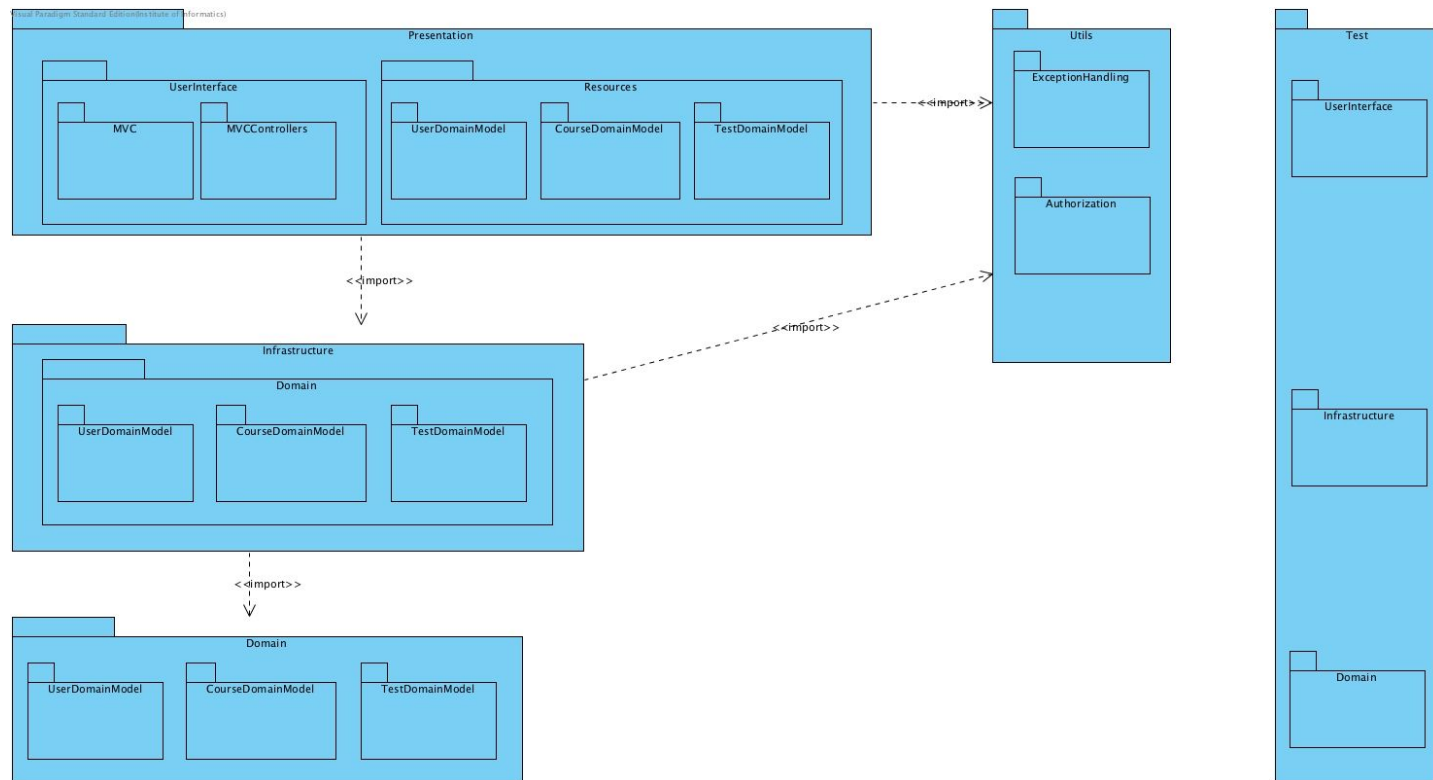 Visual Paradigm Standard Edition(Institute of Informatics)
Presentation
UserInterface
MVC
MVCControllers
Resources
UserDomainModel
CourseDomainModel
TestDomainModel
<<import>
Utils
ExceptionHandling
Authorization
Test
UserInterface
Infrastructure
Domain
<<import>>
<<import>>
Infrastructure
Domain
UserDomainModel
CourseDomainModel
TestDomainModel
<<import>>
Domain
UserDomainModel
CourseDomainModel
TestDomainModel